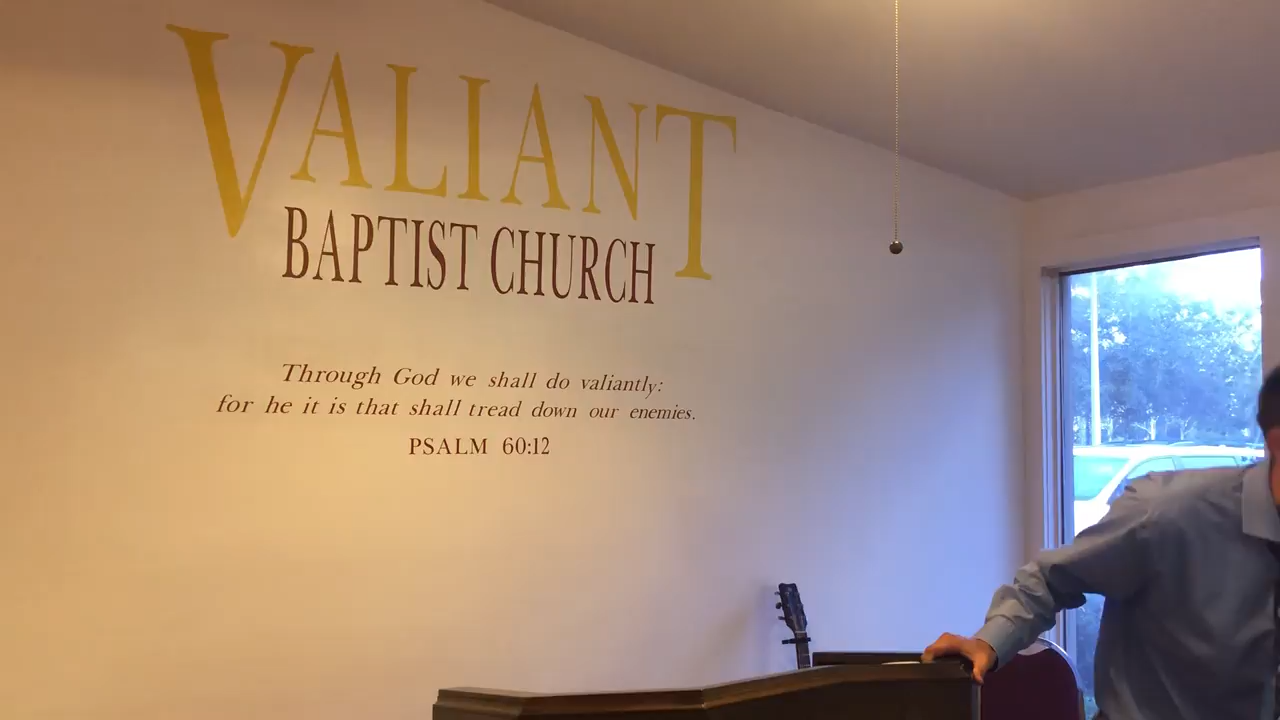 VALIANT
BAPTIST CHURCH
Through God we shall do valiantly:
for he it is that shall tread down our enemies.
PSALM 60:12